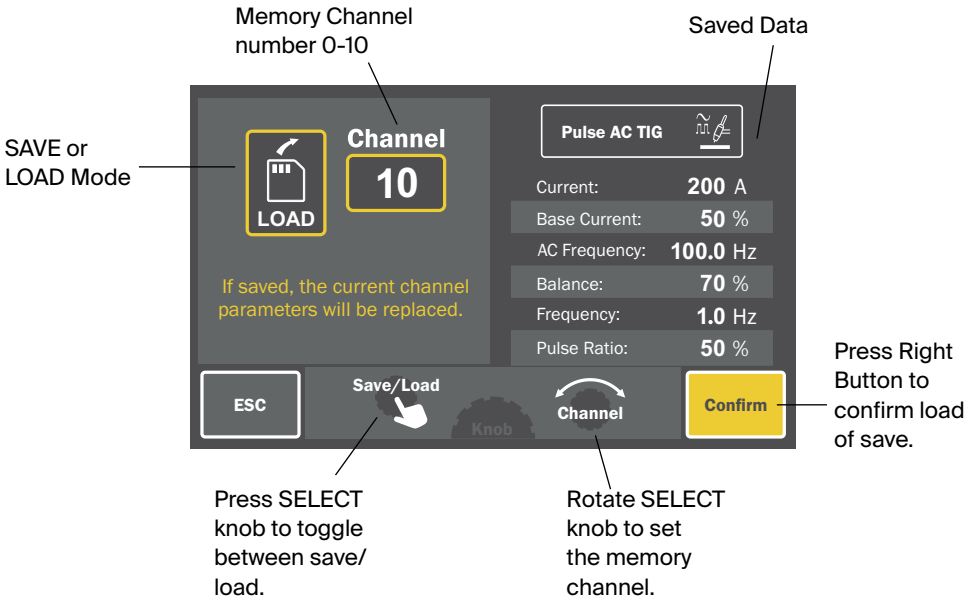 Memory Channel
number 0-10
Saved Data
SAVE or
LOAD Mode
LOAD
Channel
10
If saved, the current channel
parameters will be replaced.
Pulse AC TIG
Current: 200 A
Base Current: 50 %
AC Frequency: 100.0 Hz
Balance: 70 %
Frequency: 1.0 Hz
Pulse Ratio: 50 %
ESC
Save/Load
Knob
Channel
Confirm
Press Right
Button to
confirm load
of save.
Press SELECT
knob to toggle
between save/
load.
Rotate SELECT
knob to set
the memory
channel.